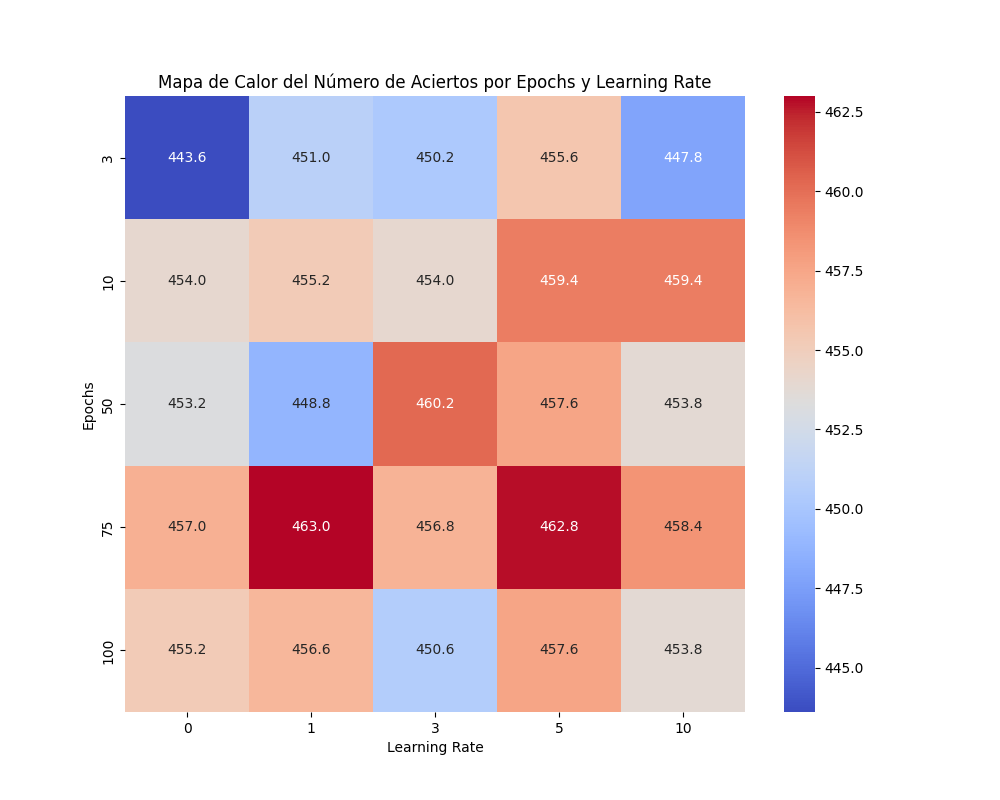 Mapa de Calor del Número de Aciertos por Epochs y Learning Rate
3 443.6 451.0 450.2 455.6 447.8
10 454.0 455.2 454.0 459.4 459.4
50 453.2 448.8 460.2 457.6 453.8
75 457.0 463.0 456.8 462.8 458.4
100 455.2 456.6 450.6 457.6 453.8
Epochs
0 1 3 5 10
Learning Rate
462.5
460.0
457.5
455.0
452.5
450.0
447.5
445.0